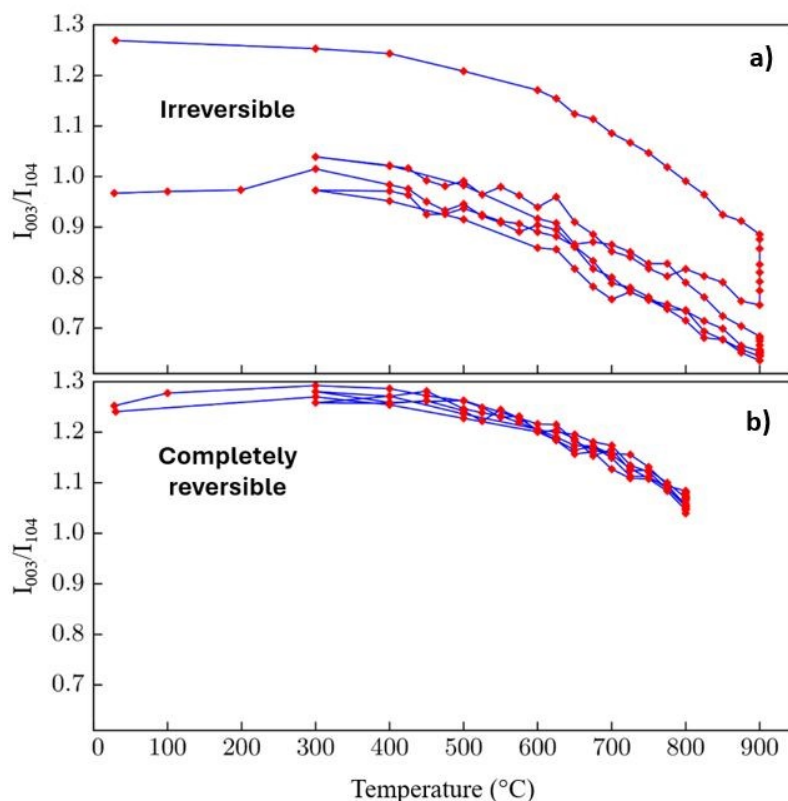 1.3
a)
1.2
Irreversible
1.1
I₀₀₃/I₁₀₄
1.0
0.9
0.8
0.7
1.3
b)
1.2
Completely
reversible
1.1
I₀₀₃/I₁₀₄
1.0
0.9
0.8
0.7
0 100 200 300 400 500 600 700 800 900
Temperature (°C)